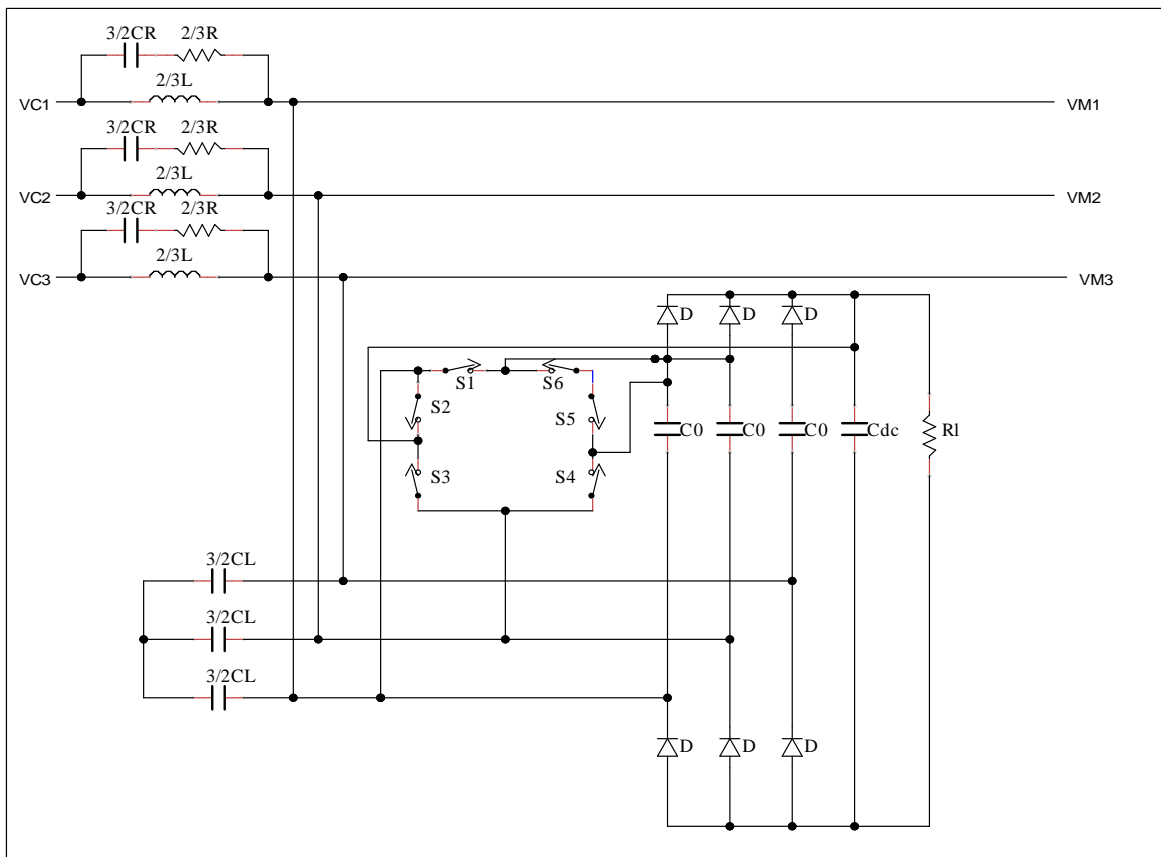 3/2CR 2/3R
2/3L
VC1 VM1
3/2CR 2/3R
2/3L
VC2 VM2
3/2CR 2/3R
2/3L
VC3 VM3
D D D
S1 S6
S2 S5
C0 C0 C0 Cdc Rl
S3 S4
3/2CL
3/2CL
3/2CL
D D D